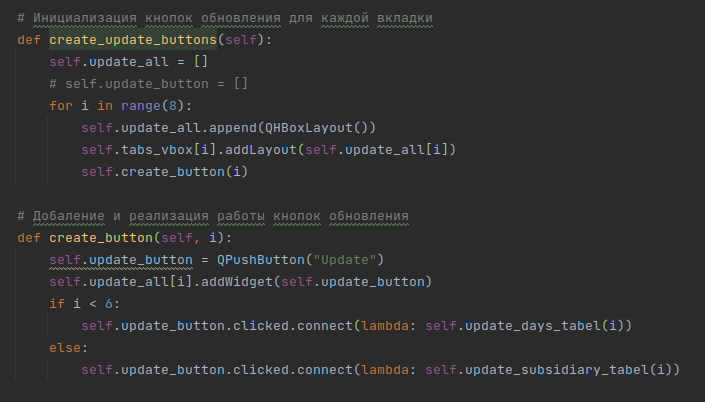 # Инициализация кнопок обновления для каждой вкладки
def create_update_buttons(self):
    self.update_all = []
    # self.update_button = []
    for i in range(8):
        self.update_all.append(QHBoxLayout())
        self.tabs_vbox[i].addLayout(self.update_all[i])
        self.create_button(i)

# Добаление и реализация работы кнопок обновления
def create_button(self, i):
    self.update_button = QPushButton("Update")
    self.update_all[i].addWidget(self.update_button)
    if i < 6:
        self.update_button.clicked.connect(lambda: self.update_days_tabel(i))
    else:
        self.update_button.clicked.connect(lambda: self.update_subsidiary_tabel(i))